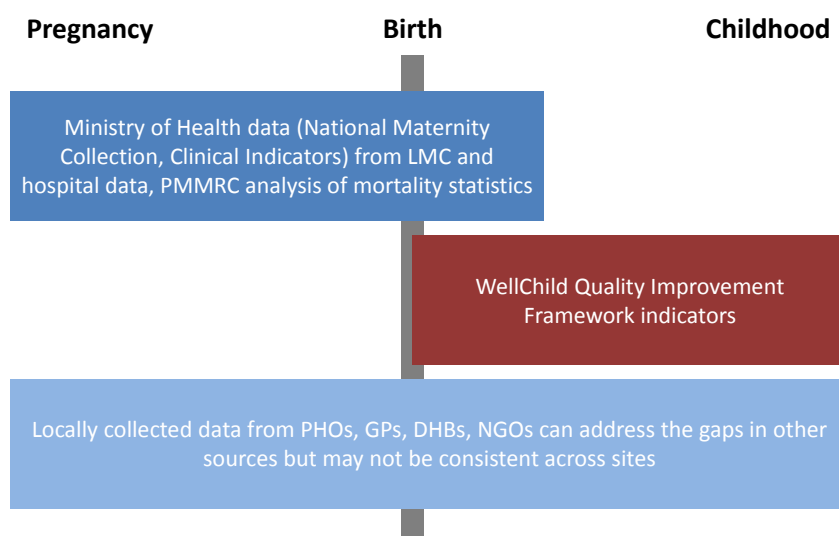 Pregnancy Birth Childhood
Ministry of Health data (National Maternity
Collection, Clinical Indicators) from LMC and
hospital data, PMMRC analysis of mortality statistics
WellChild Quality Improvement
Framework indicators
Locally collected data from PHOs, GPs, DHBs, NGOs can address the gaps in other
sources but may not be consistent across sites